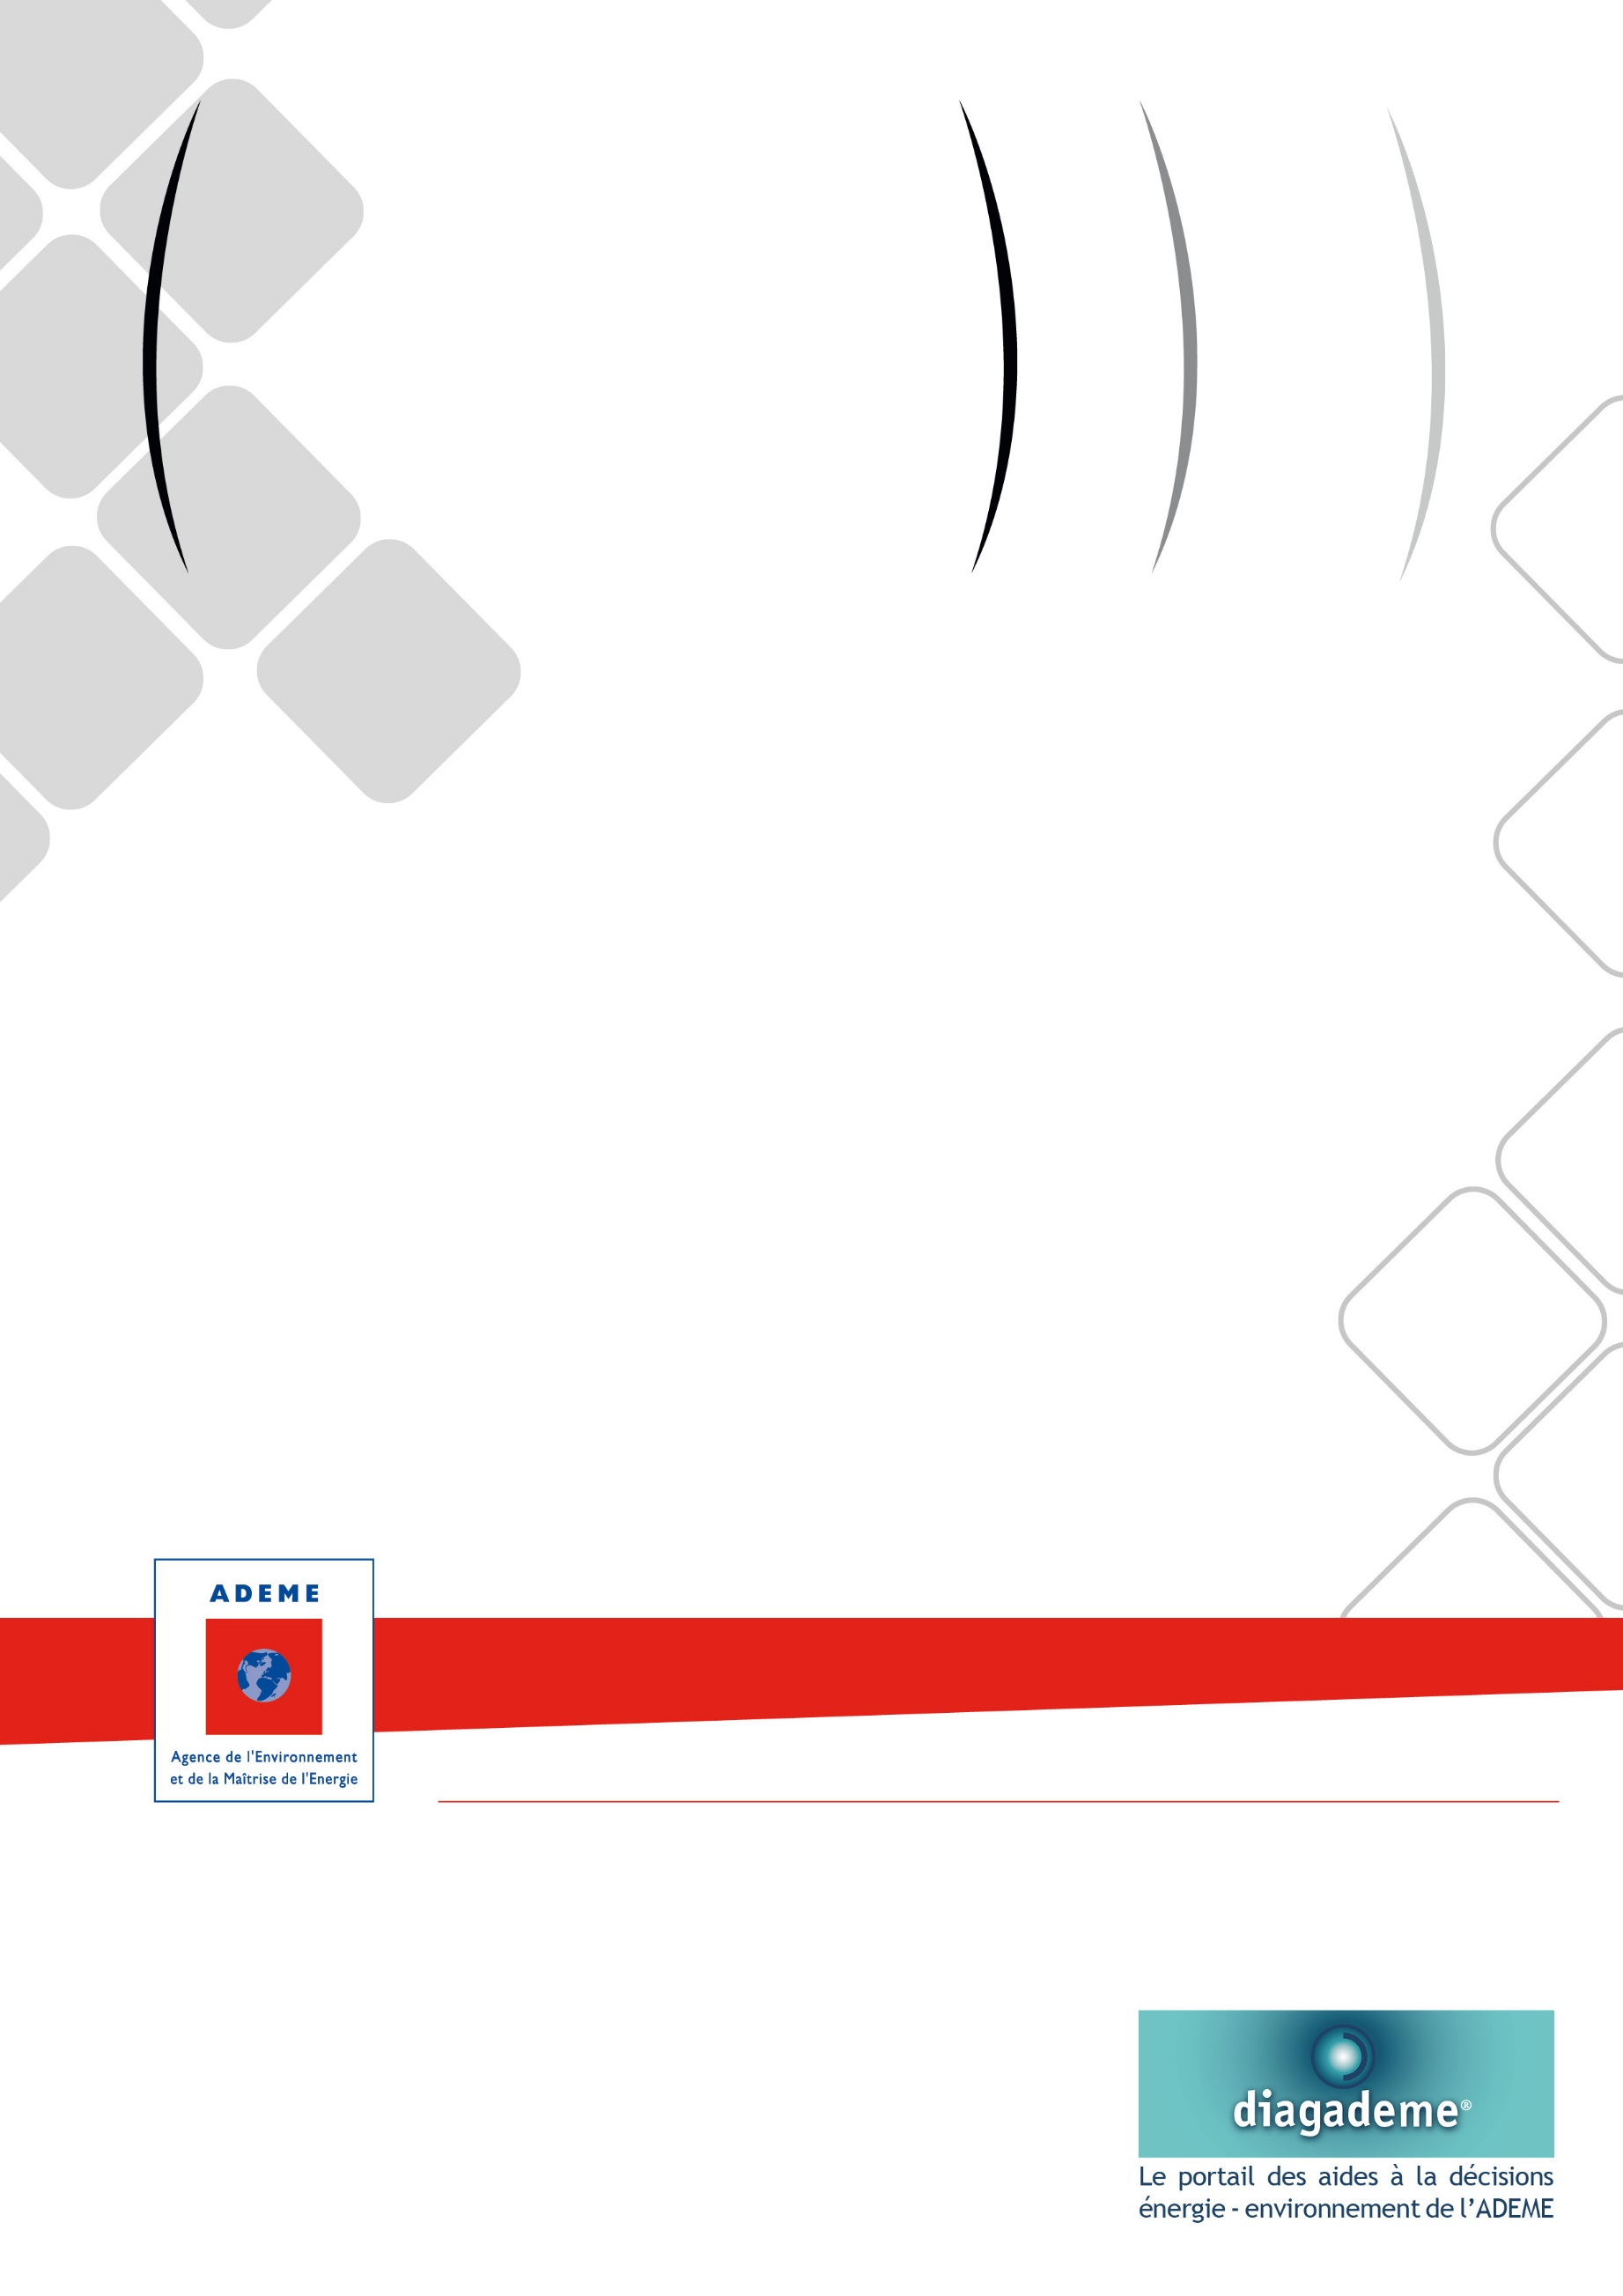 ADEME
Agence de l'Environnement
et de la Maîtrise de l'Energie
diagademe®
Le portail des aides à la décisions
énergie - environnement de l'ADEME